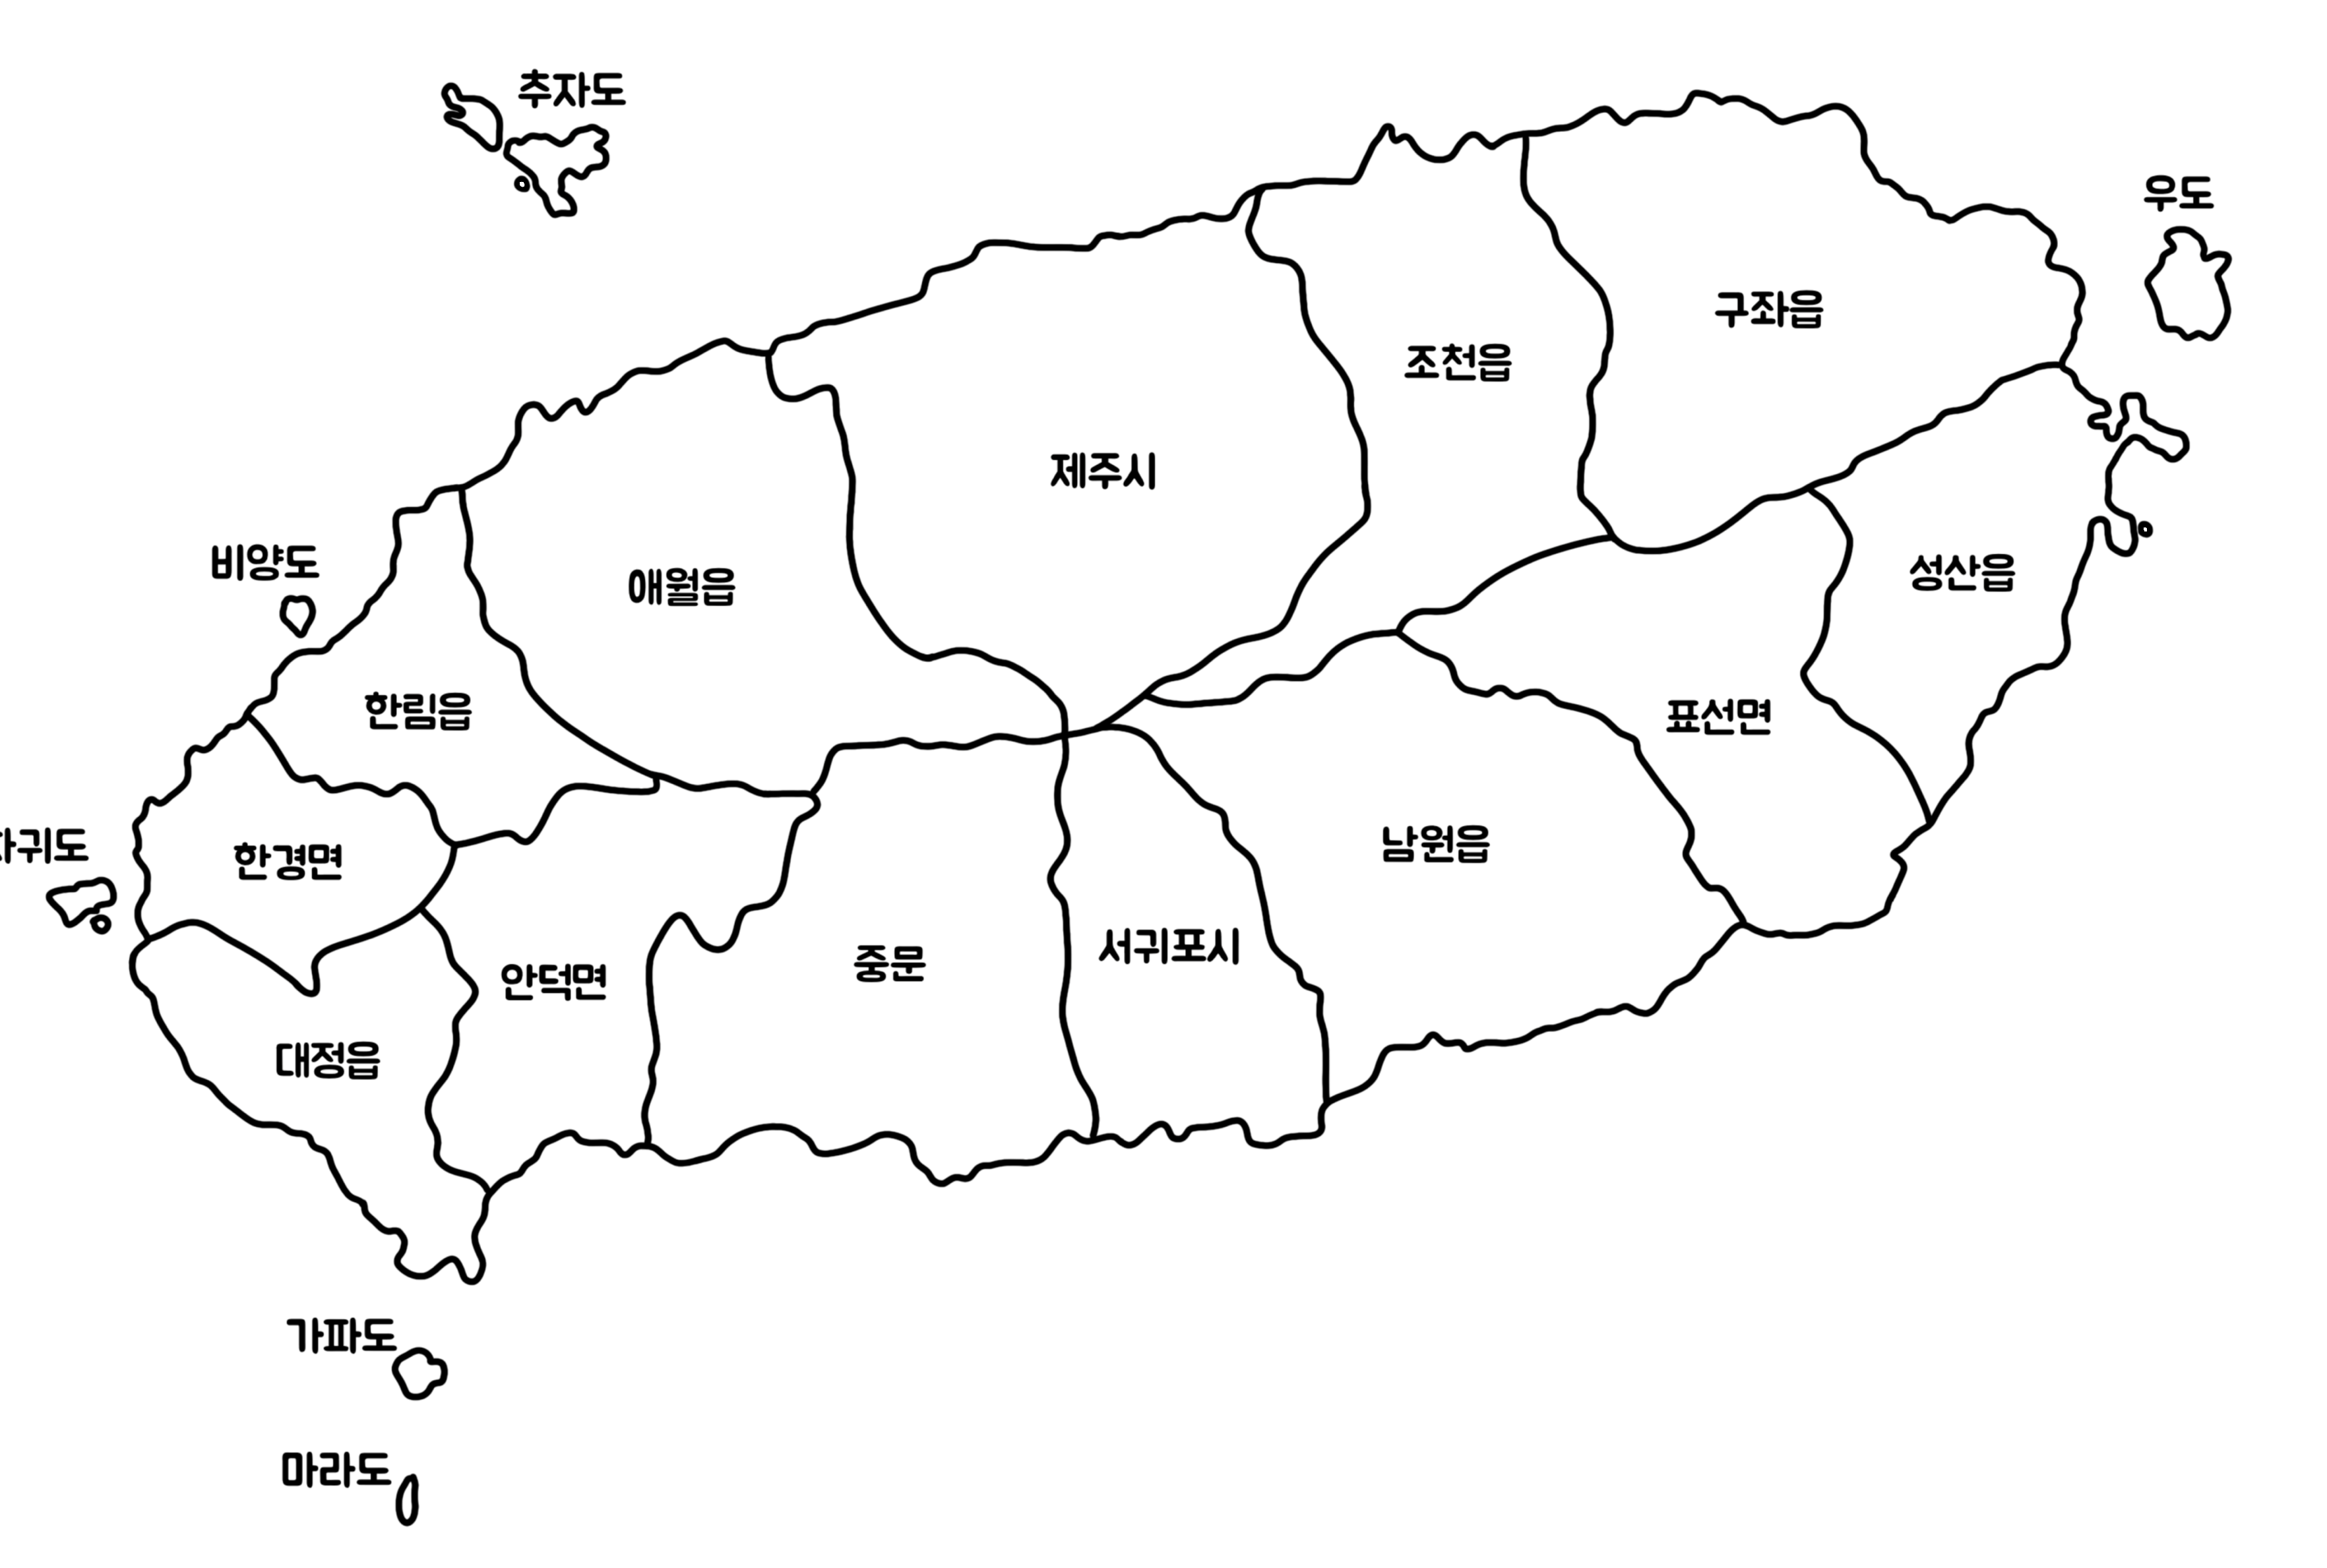 추자도
우도
구좌읍
조천읍
제주시
비양도
애월읍
성산읍
한림읍
표선면
귀도
한경면
남원읍
서귀포시
중문
안덕면
대정읍
가파도
마라도